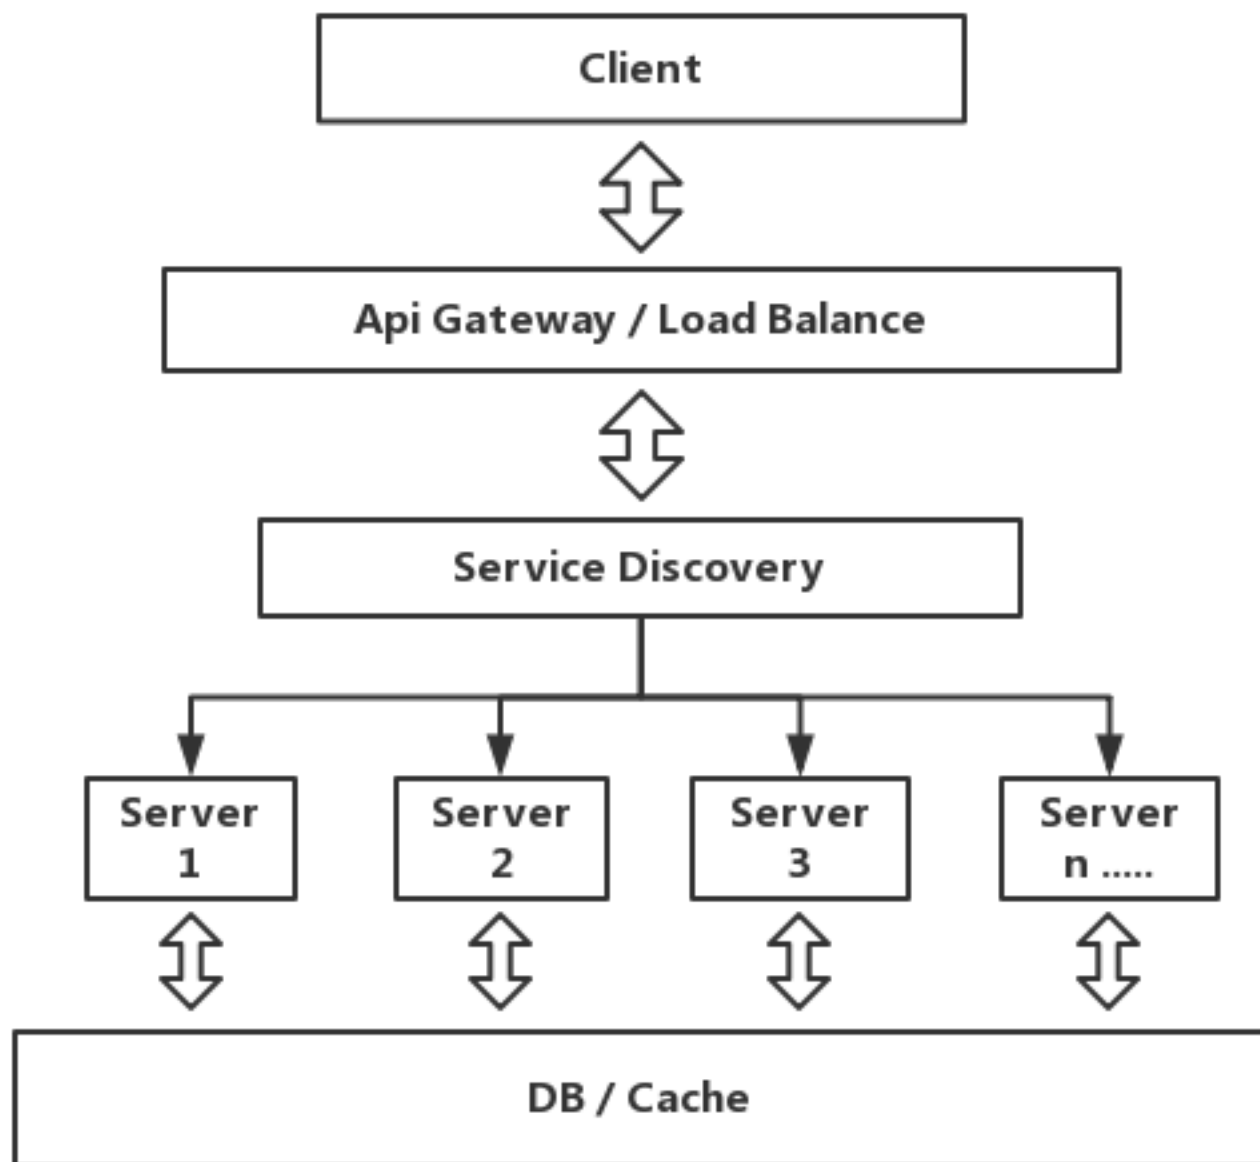 Client
Api Gateway / Load Balance
Service Discovery
Server
1
Server
2
Server
3
Server
n .....
DB / Cache